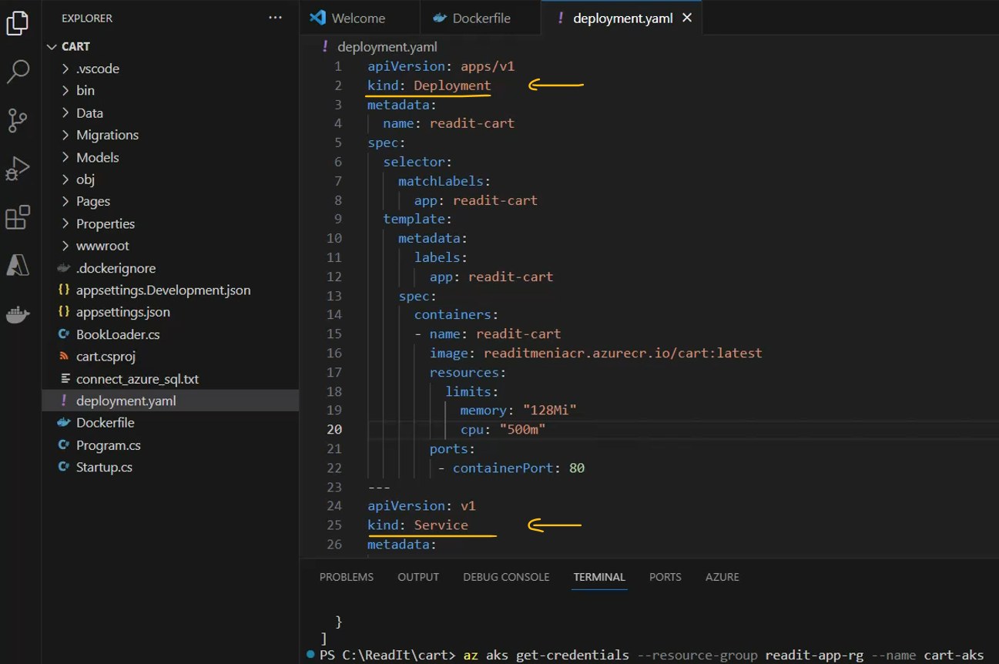 EXPLORER ...
Welcome Dockerfile ! deployment.yaml
CART
.vscode
bin
Data
Migrations
Models
obj
Pages
Properties
wwwroot
.dockerignore
{} appsettings.Development.json
{} appsettings.json
C# BookLoader.cs
cart.csproj
connect_azure_sql.txt
! deployment.yaml
Dockerfile
C# Program.cs
C# Startup.cs
! deployment.yaml
1 apiVersion: apps/v1
2 kind: Deployment
3 metadata:
4 name: readit-cart
5 spec:
6 selector:
7 matchLabels:
8 app: readit-cart
9 template:
10 metadata:
11 labels:
12 app: readit-cart
13 spec:
14 containers:
15 - name: readit-cart
16 image: readitmeniacr.azurecr.io/cart:latest
17 resources:
18 limits:
19 memory: "128Mi"
20 cpu: "500m"
21 ports:
22 - containerPort: 80
23 ---
24 apiVersion: v1
25 kind: Service
26 metadata:
PROBLEMS OUTPUT DEBUG CONSOLE TERMINAL PORTS AZURE
}
]
PS C:\ReadIt\cart> az aks get-credentials --resource-group readit-app-rg --name cart-aks